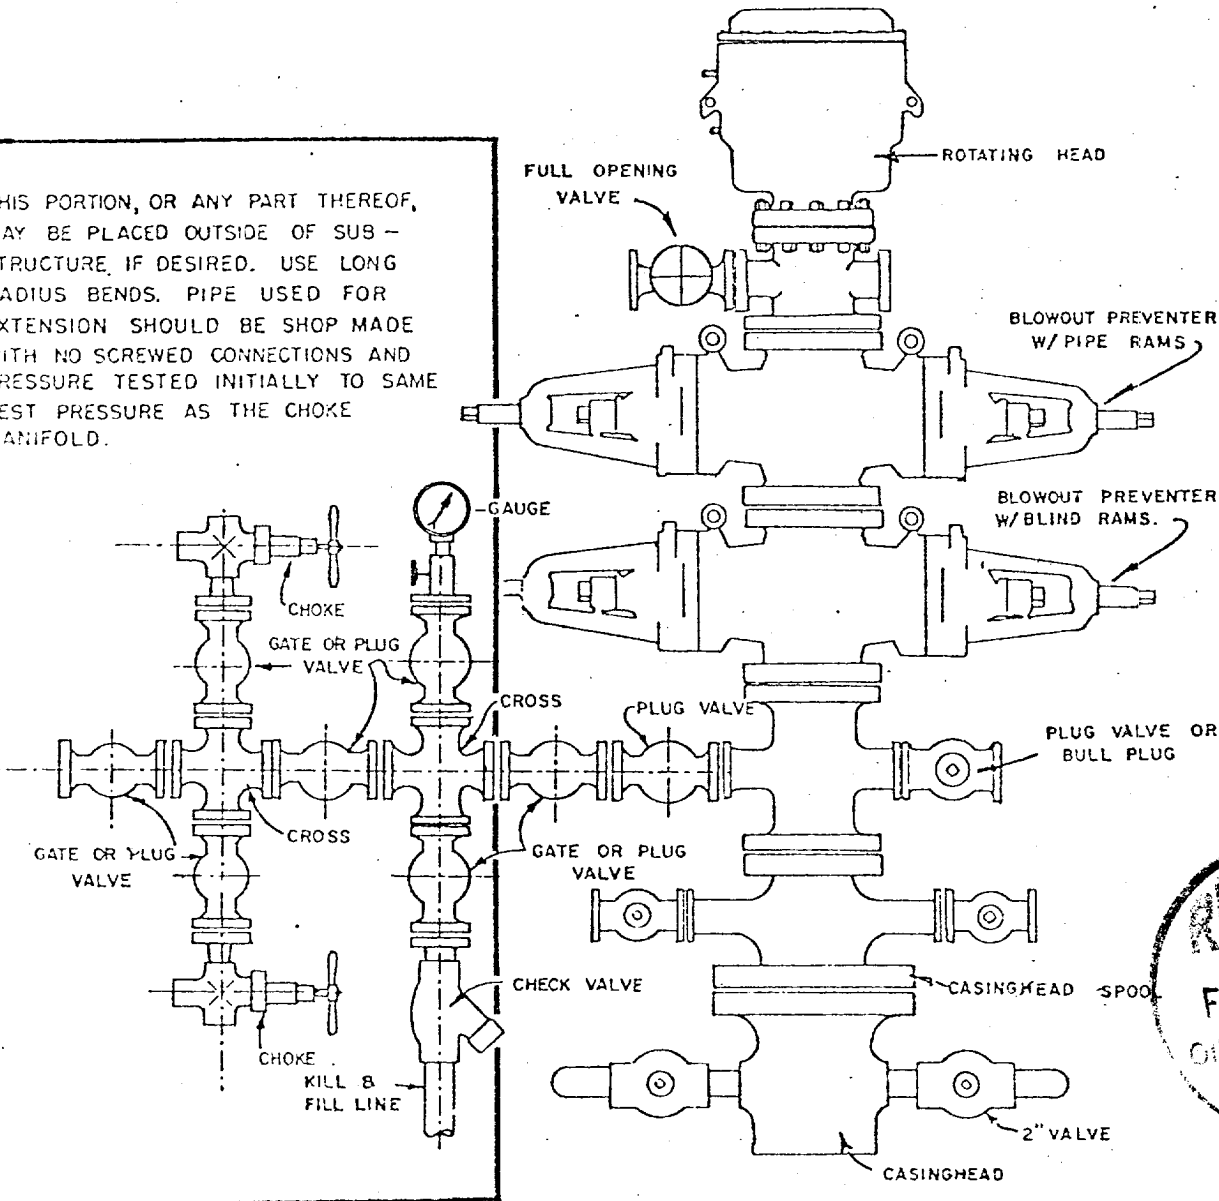 HIS PORTION, OR ANY PART THEREOF,
AY BE PLACED OUTSIDE OF SUB-
TRUCTURE IF DESIRED. USE LONG
ADIUS BENDS. PIPE USED FOR
XTENSION SHOULD BE SHOP MADE
ITH NO SCREWED CONNECTIONS AND
RESSURE TESTED INITIALLY TO SAME
EST PRESSURE AS THE CHOKE
ANIFOLD.
FULL OPENING
VALVE
ROTATING HEAD
BLOWOUT PREVENTER
W/PIPE RAMS
BLOWOUT PREVENTER
W/BLIND RAMS.
GAUGE
CHOKE
GATE OR PLUG
VALVE
CROSS
PLUG VALVE
PLUG VALVE OR
BULL PLUG
CROSS
GATE OR PLUG
VALVE
GATE OR PLUG
VALVE
CHECK VALVE
CASINGHEAD SPOOL
CHOKE
KILL &
FILL LINE
2" VALVE
CASINGHEAD